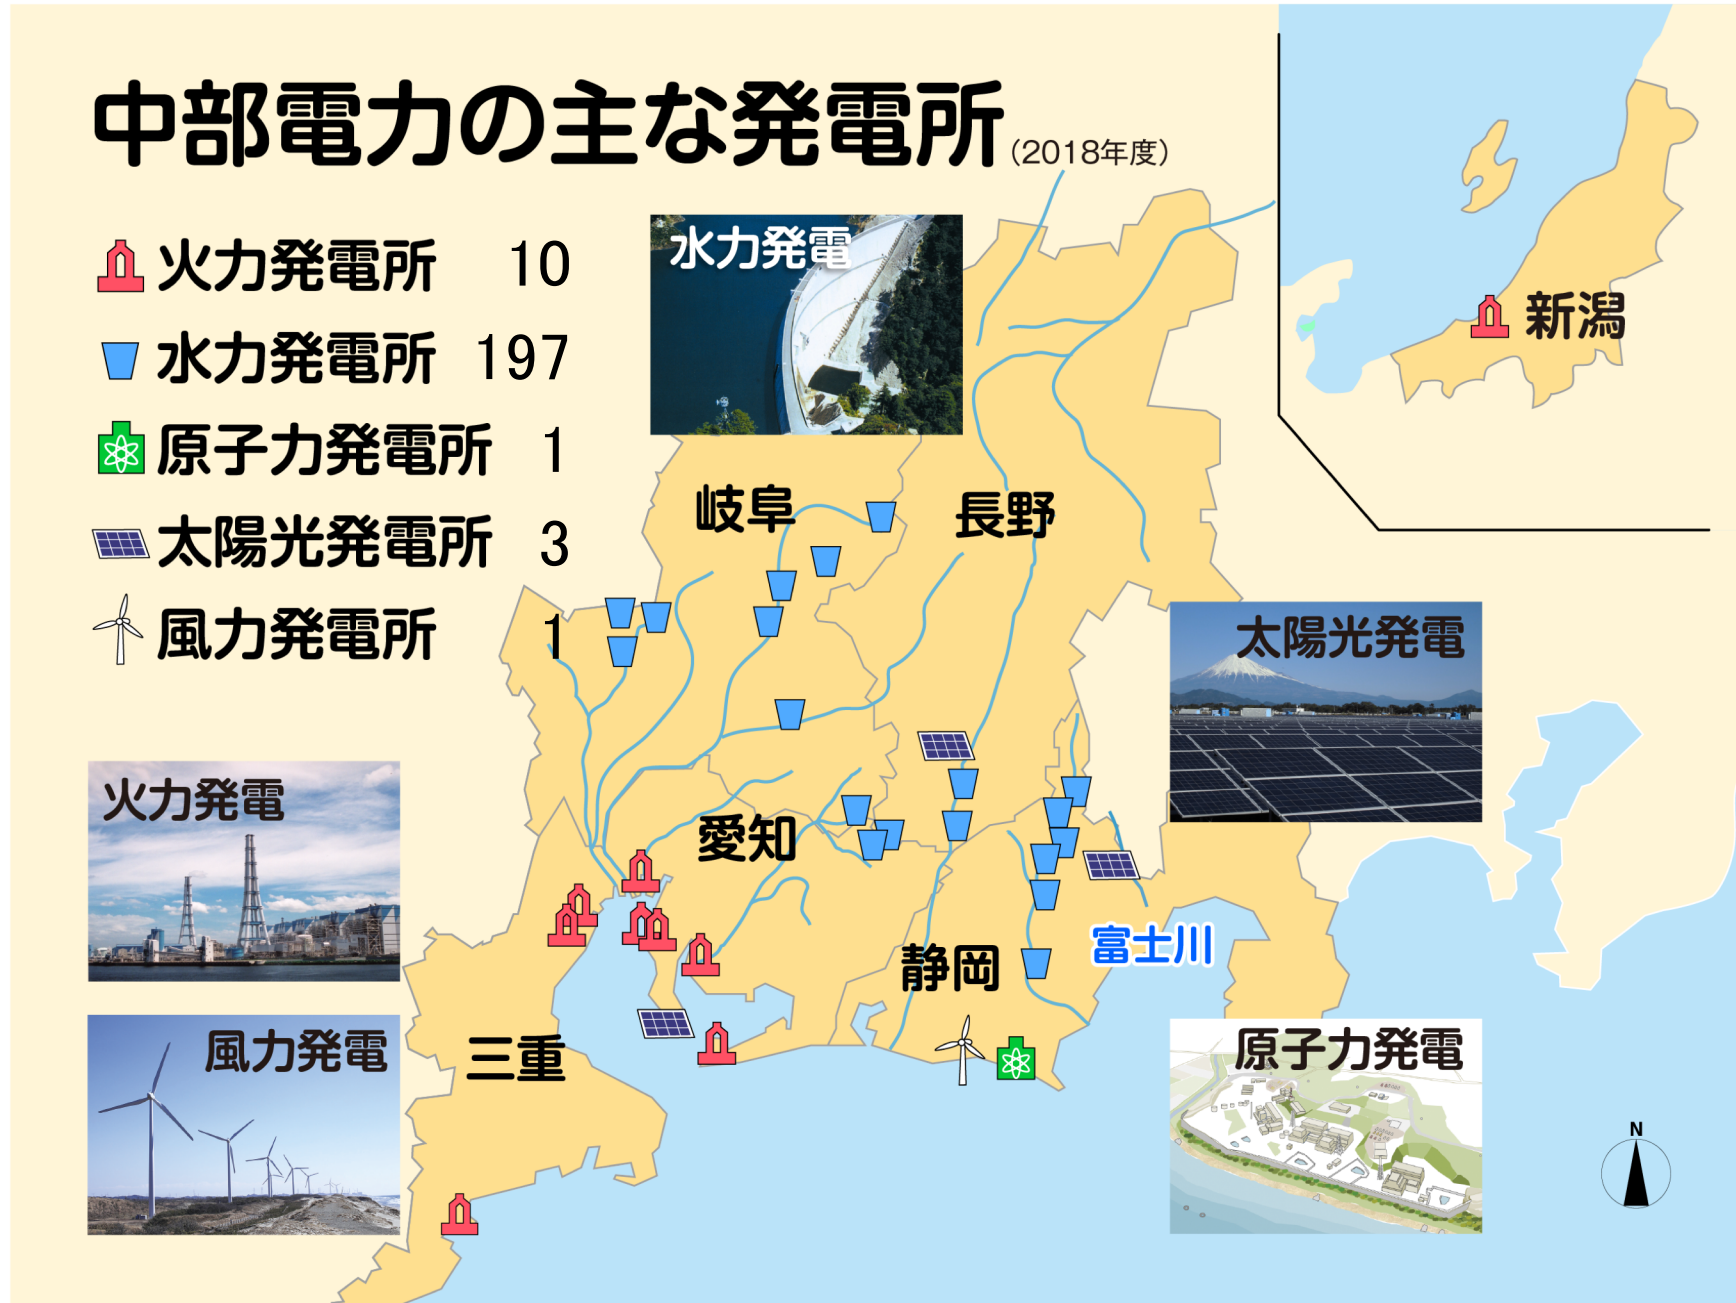 中部電力の主な発電所(2018年度)
火力発電所 10
水力発電所 197
原子力発電所 1
太陽光発電所 3
風力発電所 1
水力発電
新潟
岐阜
長野
太陽光発電
火力発電
愛知
富士川
静岡
風力発電
三重
原子力発電
N